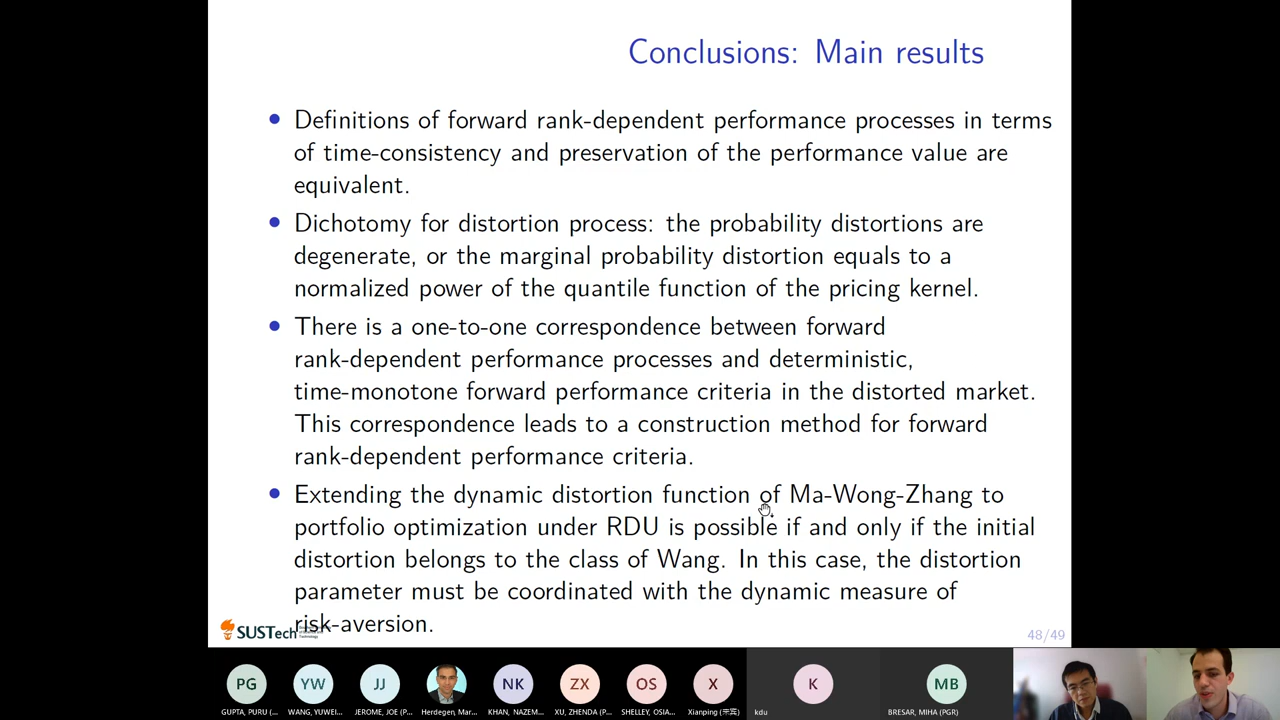 Conclusions: Main results
• Definitions of forward rank-dependent performance processes in terms
of time-consistency and preservation of the performance value are
equivalent.
• Dichotomy for distortion process: the probability distortions are
degenerate, or the marginal probability distortion equals to a
normalized power of the quantile function of the pricing kernel.
• There is a one-to-one correspondence between forward
rank-dependent performance processes and deterministic,
time-monotone forward performance criteria in the distorted market.
This correspondence leads to a construction method for forward
rank-dependent performance criteria.
• Extending the dynamic distortion function of Ma-Wong-Zhang to
portfolio optimization under RDU is possible if and only if the initial
distortion belongs to the class of Wang. In this case, the distortion
parameter must be coordinated with the dynamic measure of
risk-aversion.
SUSTech
48/49
PG YW JJ NK ZX OS X K MB
GUPTA, PURU (... WANG, YUWEI... JEROME, JOE (P... Herdegen, Mar... KHAN, NAZEM... XU, ZHENDA (P... SHELLEY, OSIA... Xianping (宾) kdu BRESAR, MIHA (PGR)